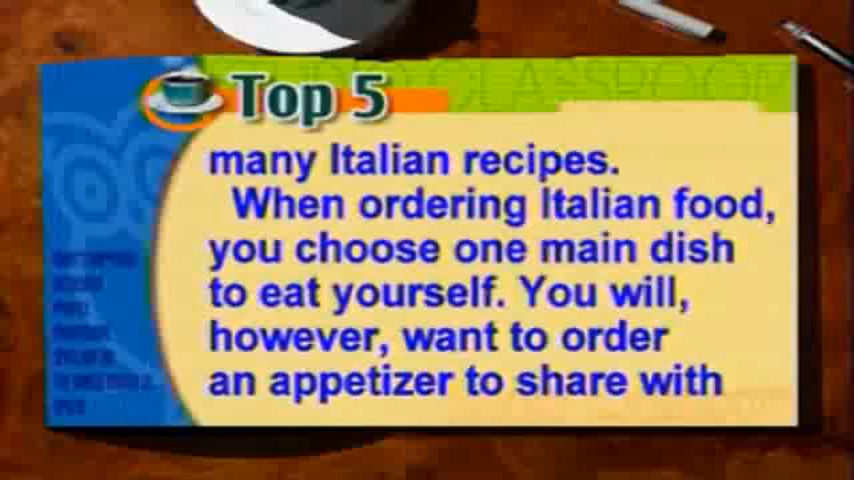 Top 5
many Italian recipes.
When ordering Italian food,
you choose one main dish
to eat yourself. You will,
however, want to order
an appetizer to share with